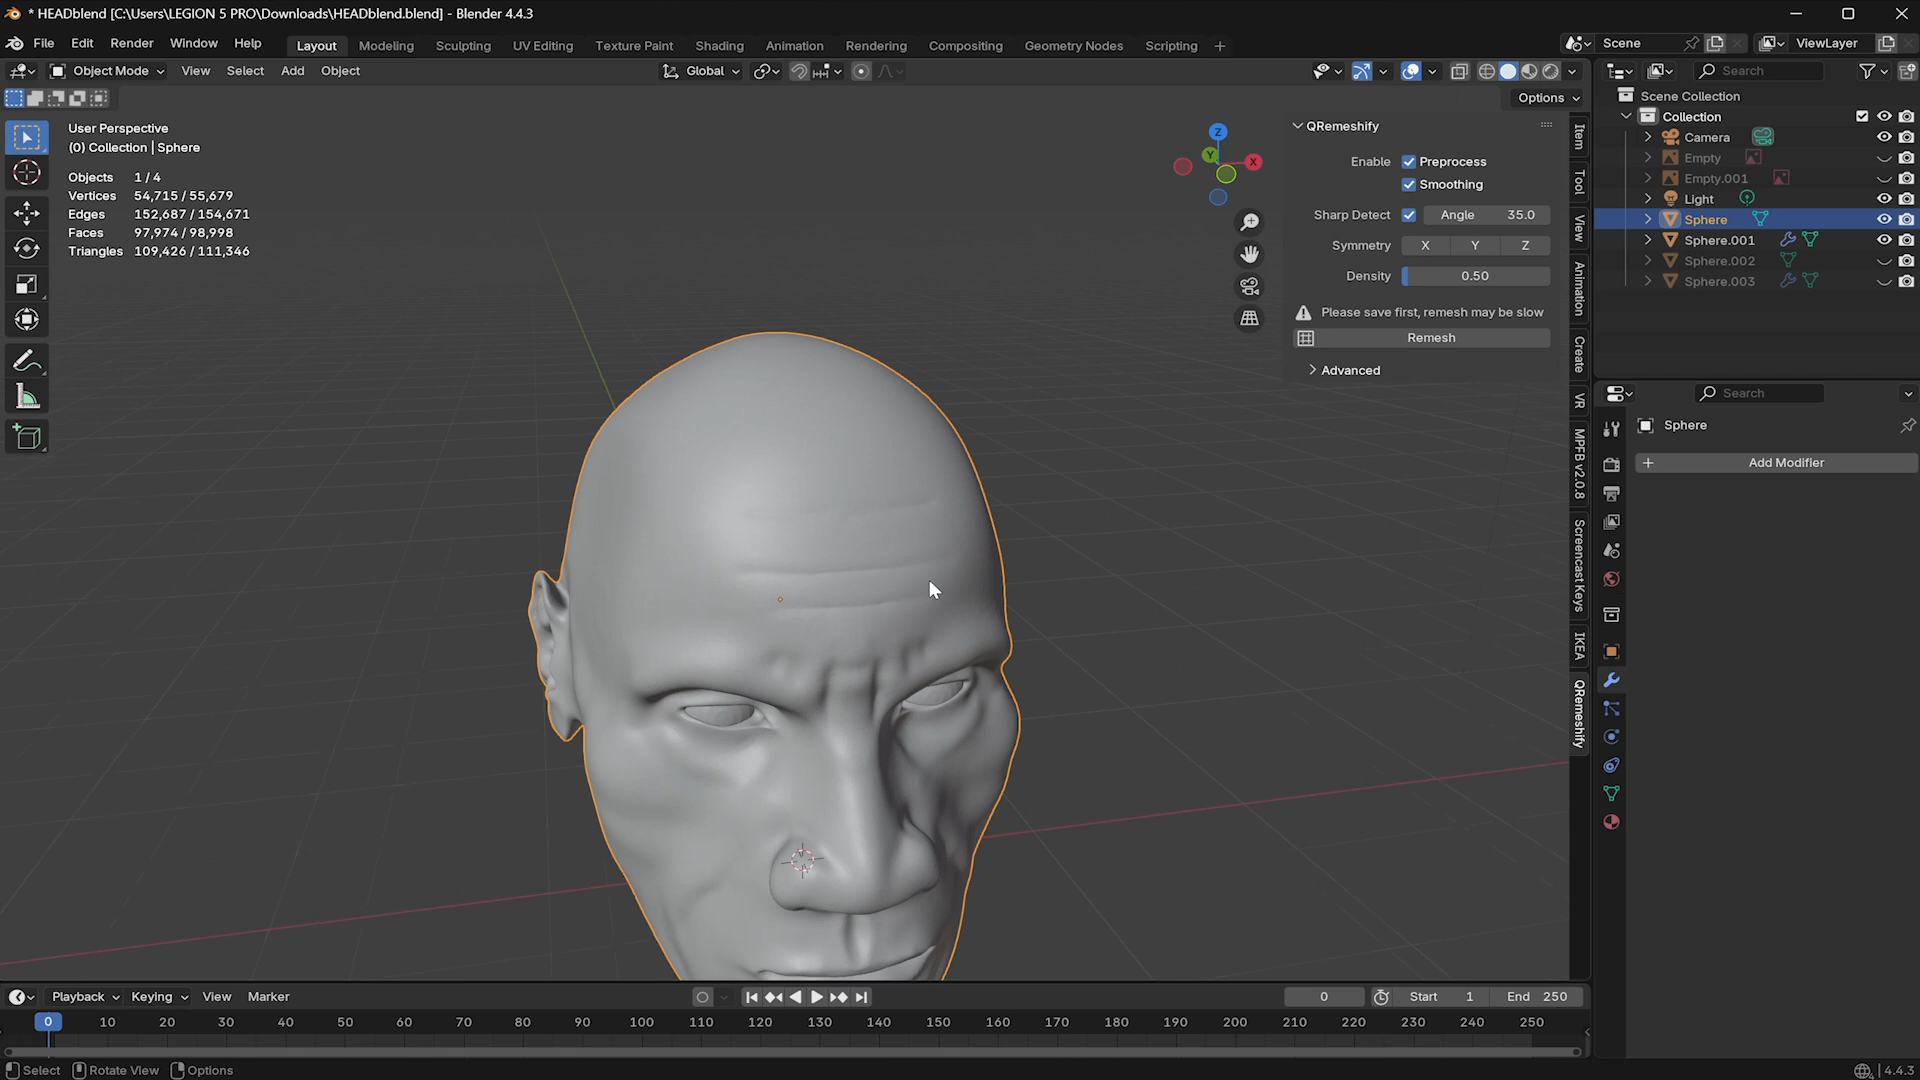 * HEADblend [C:\Users\LEGION 5 PRO\Downloads\HEADblend.blend] - Blender 4.4.3
File Edit Render Window Help Layout Modeling Sculpting UV Editing Texture Paint Shading Animation Rendering Compositing Geometry Nodes Scripting + Scene ViewLayer
Object Mode View Select Add Object Global Search
Options
User Perspective
(0) Collection | Sphere
Objects 1 / 4
Vertices 54,715 / 55,679
Edges 152,687 / 154,671
Faces 97,974 / 98,998
Triangles 109,426 / 111,346
Z
Y
X
QRemeshify
Enable Preprocess
Smoothing
Sharp Detect Angle 35.0
Symmetry X Y Z
Density 0.50
Please save first, remesh may be slow
Remesh
Advanced
Item
Tool
View
Animation
Create
VR
MPFB v2.0.8
Screencast Keys
IKEA
QRemeshify
Scene Collection
Collection
Camera
Empty
Empty.001
Light
Sphere
Sphere.001
Sphere.002
Sphere.003
Search
Sphere
+ Add Modifier
Playback Keying View Marker 0 Start 1 End 250
0 10 20 30 40 50 60 70 80 90 100 110 120 130 140 150 160 170 180 190 200 210 220 230 240 250
Select Rotate View Options 4.4.3